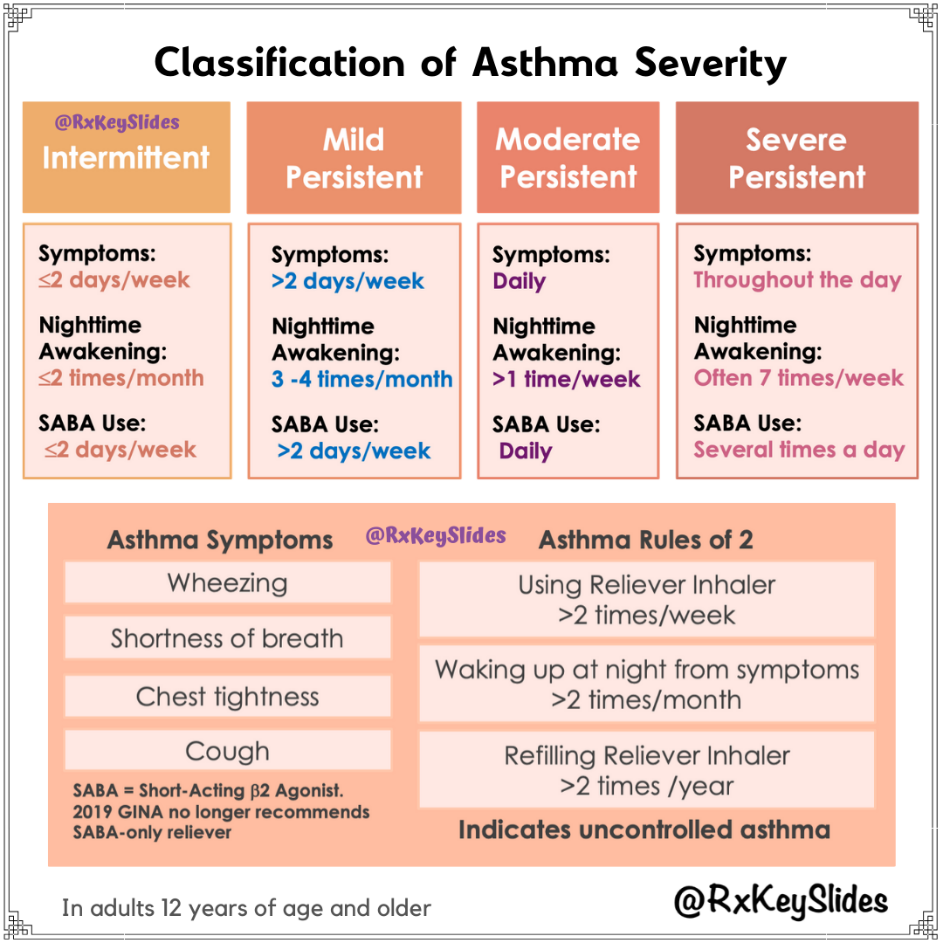 Classification of Asthma Severity
@RxKeySlides
Intermittent
Mild
Persistent
Moderate
Persistent
Severe
Persistent
Symptoms:
≤2 days/week
Nighttime
Awakening:
≤2 times/month
SABA Use:
≤2 days/week
Symptoms:
>2 days/week
Nighttime
Awakening:
3 -4 times/month
SABA Use:
>2 days/week
Symptoms:
Daily
Nighttime
Awakening:
>1 time/week
SABA Use:
Daily
Symptoms:
Throughout the day
Nighttime
Awakening:
Often 7 times/week
SABA Use:
Several times a day
Asthma Symptoms
Wheezing
Shortness of breath
Chest tightness
Cough
SABA = Short-Acting β2 Agonist.
2019 GINA no longer recommends
SABA-only reliever
@RxKeySlides
Asthma Rules of 2
Using Reliever Inhaler
>2 times/week
Waking up at night from symptoms
>2 times/month
Refilling Reliever Inhaler
>2 times /year
Indicates uncontrolled asthma
In adults 12 years of age and older
@RxKeySlides